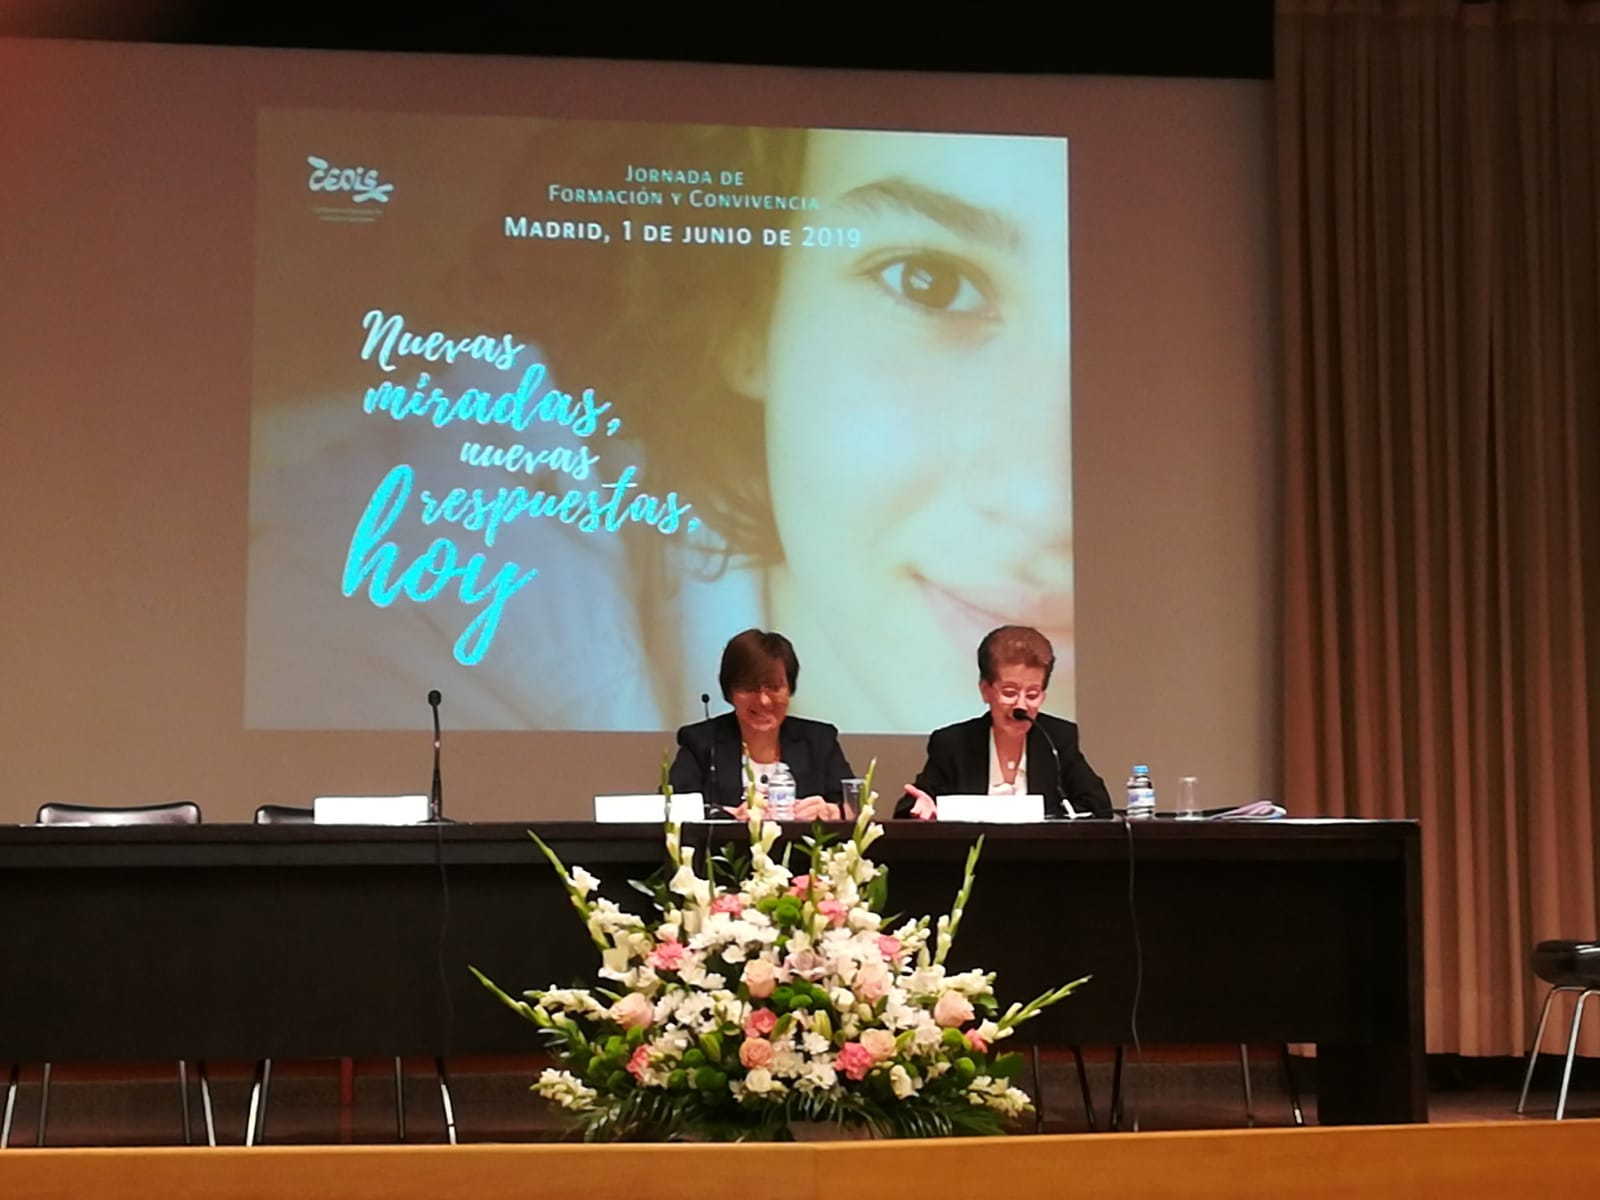 CEDIS
JORNADA DE
FORMACIÓN Y CONVIVENCIA
MADRID, 1 DE JUNIO DE 2019
Nuevas
miradas,
nuevas
respuestas,
hoy